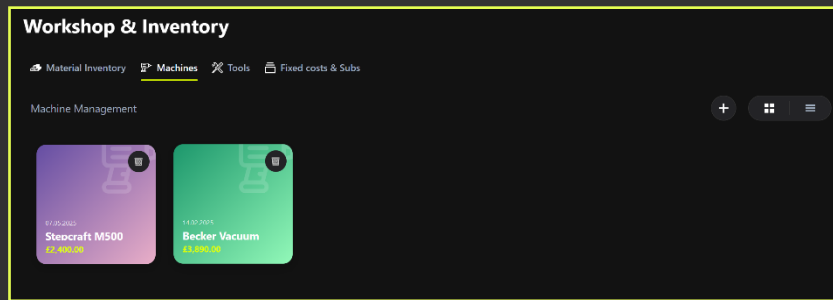 Workshop & Inventory
Material Inventory Machines Tools Fixed costs & Subs
Machine Management
07.05.2025
Stepcraft M500
£2,400.00
14.02.2025
Becker Vacuum
£3,890.00